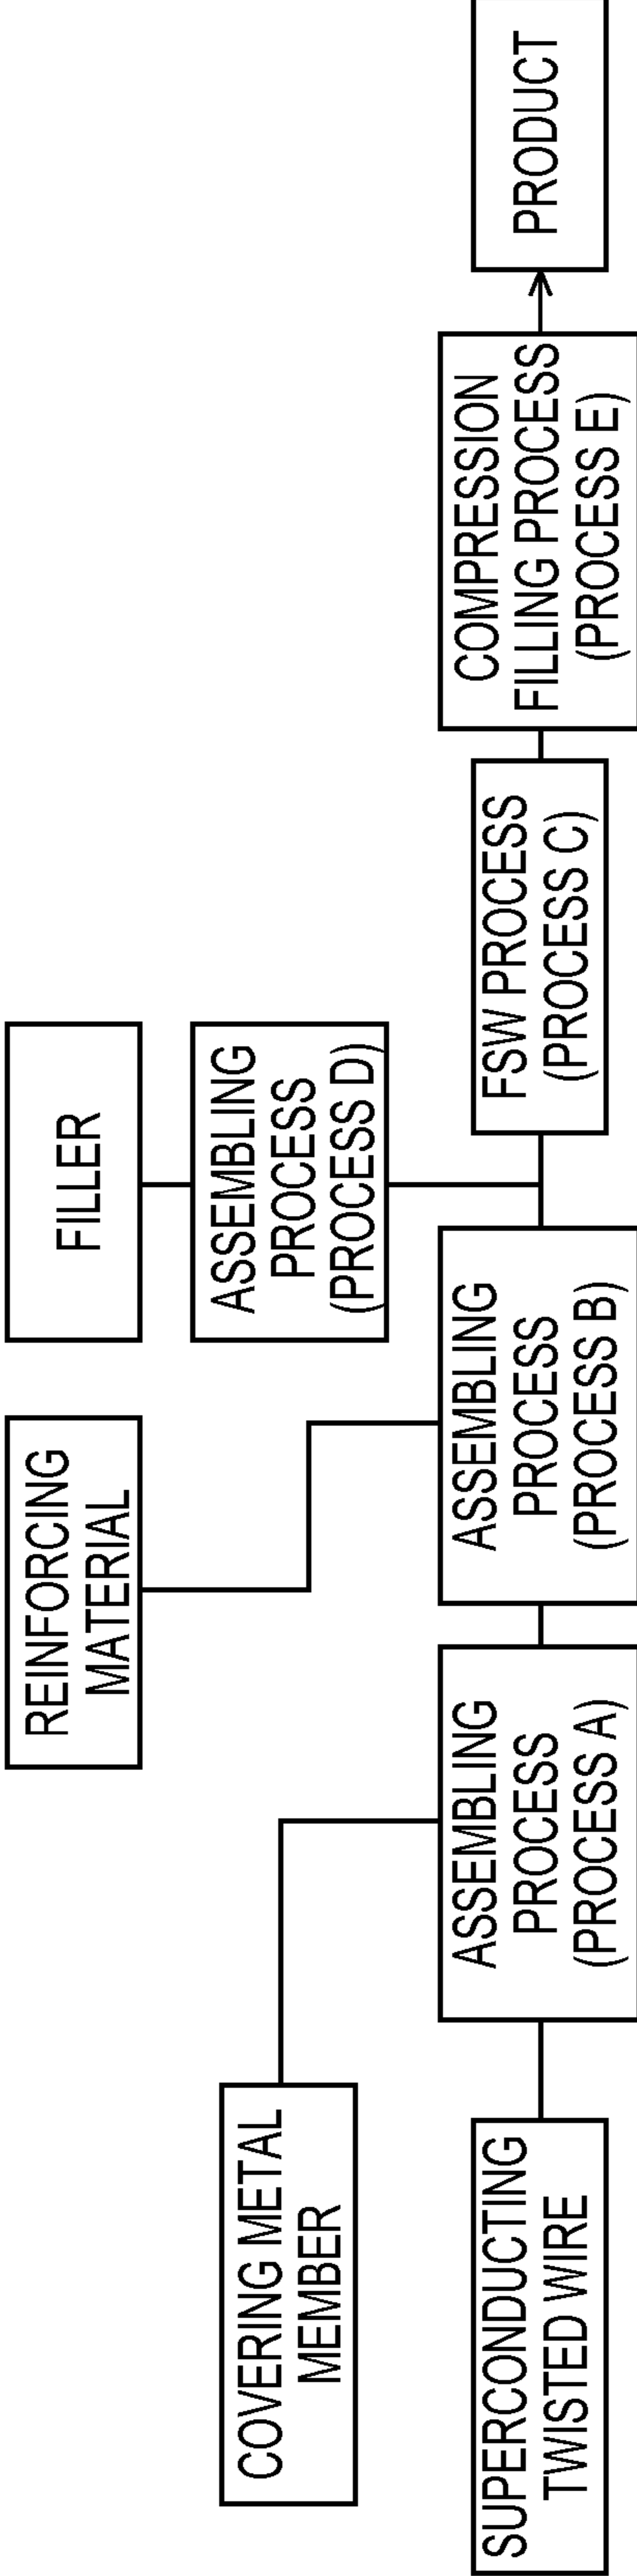 REINFORCING
MATERIAL
FILLER
COVERING METAL
MEMBER
ASSEMBLING
PROCESS
(PROCESS D)
SUPERCONDUCTING
TWISTED WIRE
ASSEMBLING
PROCESS
(PROCESS A)
ASSEMBLING
PROCESS
(PROCESS B)
FSW PROCESS
(PROCESS C)
COMPRESSION
FILLING PROCESS
(PROCESS E)
PRODUCT